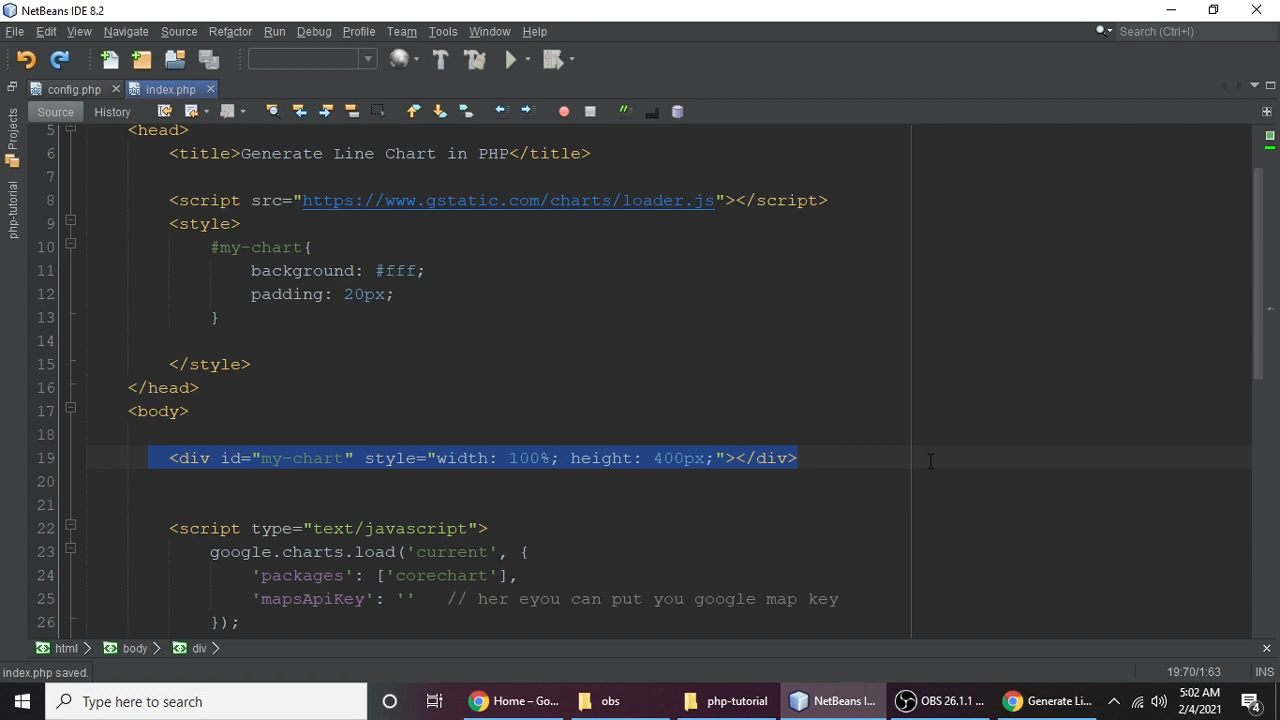 NetBeans IDE 8.2
File Edit View Navigate Source Refactor Run Debug Profile Team Tools Window Help
Search (Ctrl+I)
config.php index.php
Source History
Projects
php-tutorial
5 <head>
6 <title>Generate Line Chart in PHP</title>
7
8 <script src="https://www.gstatic.com/charts/loader.js"></script>
9 <style>
10 #my-chart{
11 background: #fff;
12 padding: 20px;
13 }
14
15 </style>
16 </head>
17 <body>
18
19 <div id="my-chart" style="width: 100%; height: 400px;"></div>
20
21
22 <script type="text/javascript">
23 google.charts.load('current', {
24 'packages': ['corechart'],
25 'mapsApiKey': '' // her eyou can put you google map key
26 });
html body div
index.php saved.
19:70/1:63 INS
Type here to search
Home – Go...
obs
php-tutorial
NetBeans I...
OBS 26.1.1 ...
Generate Li...
5:02 AM
2/4/2021
4